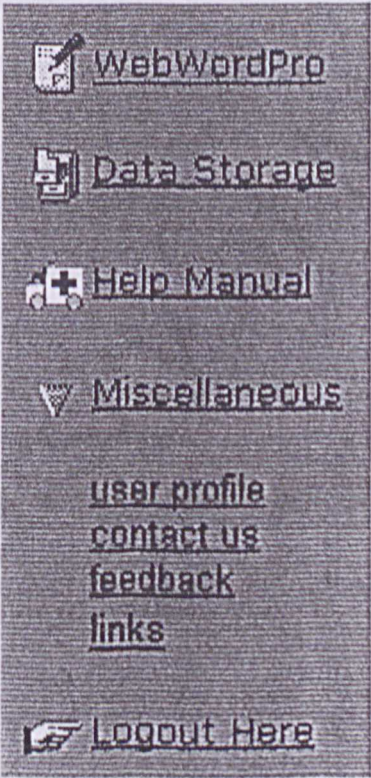 WebWordPro
Data Storage
Help Manual
Miscellaneous
user profile
contact us
feedback
links
Logout Here